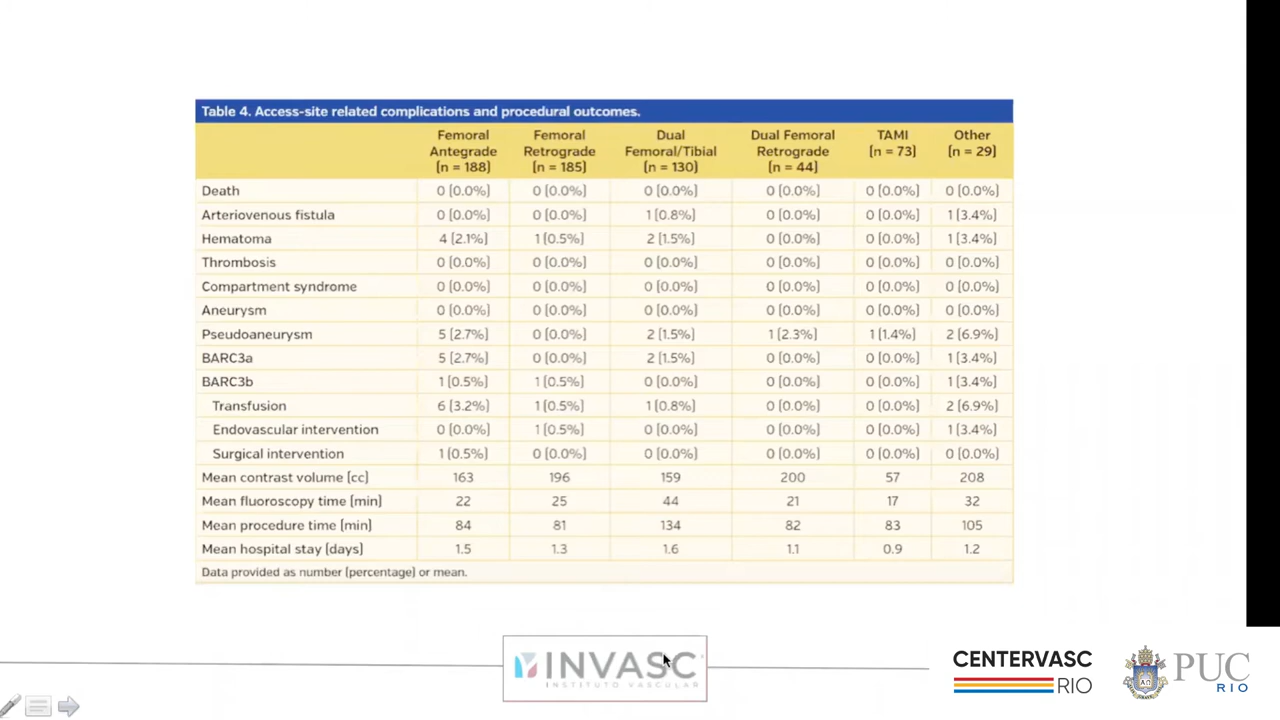 Table 4. Access-site related complications and procedural outcomes.
Femoral Antegrade [n = 188] Femoral Retrograde [n = 185] Dual Femoral/Tibial [n = 130] Dual Femoral Retrograde [n = 44] TAMI [n = 73] Other [n = 29]
Death 0 [0.0%] 0 [0.0%] 0 [0.0%] 0 [0.0%] 0 [0.0%] 0 [0.0%]
Arteriovenous fistula 0 [0.0%] 0 [0.0%] 1 [0.8%] 0 [0.0%] 0 [0.0%] 1 [3.4%]
Hematoma 4 [2.1%] 1 [0.5%] 2 [1.5%] 0 [0.0%] 0 [0.0%] 1 [3.4%]
Thrombosis 0 [0.0%] 0 [0.0%] 0 [0.0%] 0 [0.0%] 0 [0.0%] 0 [0.0%]
Compartment syndrome 0 [0.0%] 0 [0.0%] 0 [0.0%] 0 [0.0%] 0 [0.0%] 0 [0.0%]
Aneurysm 0 [0.0%] 0 [0.0%] 0 [0.0%] 0 [0.0%] 0 [0.0%] 0 [0.0%]
Pseudoaneurysm 5 [2.7%] 0 [0.0%] 2 [1.5%] 1 [2.3%] 1 [1.4%] 2 [6.9%]
BARC3a 5 [2.7%] 0 [0.0%] 2 [1.5%] 0 [0.0%] 0 [0.0%] 1 [3.4%]
BARC3b 1 [0.5%] 1 [0.5%] 0 [0.0%] 0 [0.0%] 0 [0.0%] 1 [3.4%]
Transfusion 6 [3.2%] 1 [0.5%] 1 [0.8%] 0 [0.0%] 0 [0.0%] 2 [6.9%]
Endovascular intervention 0 [0.0%] 1 [0.5%] 0 [0.0%] 0 [0.0%] 0 [0.0%] 1 [3.4%]
Surgical intervention 1 [0.5%] 0 [0.0%] 0 [0.0%] 0 [0.0%] 0 [0.0%] 0 [0.0%]
Mean contrast volume [cc] 163 196 159 200 57 208
Mean fluoroscopy time [min] 22 25 44 21 17 32
Mean procedure time [min] 84 81 134 82 83 105
Mean hospital stay [days] 1.5 1.3 1.6 1.1 0.9 1.2
Data provided as number [percentage] or mean.
INVASC
INSTITUTO VASCULAR
CENTERVASC
RIO
PUC
RIO